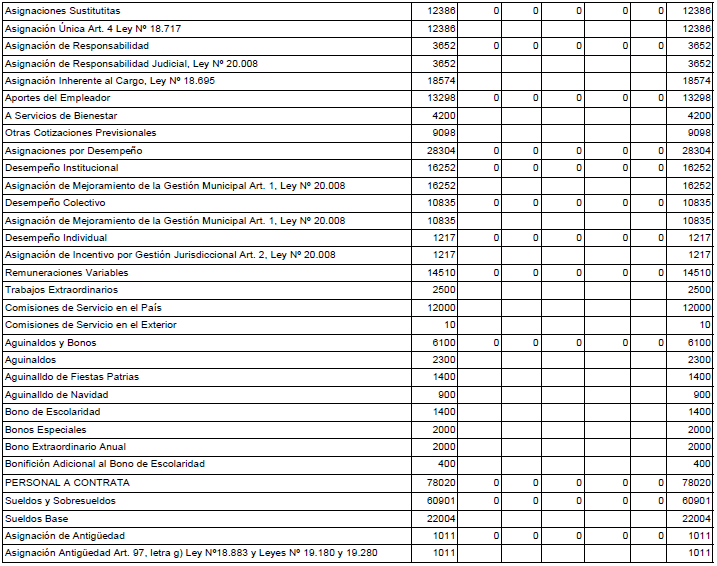 Asignaciones Sustitutitas 12386 0 0 0 0 0 12386
Asignación Única Art. 4 Ley Nº 18.717 12386 12386
Asignación de Responsabilidad 3652 0 0 0 0 0 3652
Asignación de Responsabilidad Judicial, Ley Nº 20.008 3652 3652
Asignación Inherente al Cargo, Ley Nº 18.695 18574 18574
Aportes del Empleador 13298 0 0 0 0 0 13298
A Servicios de Bienestar 4200 4200
Otras Cotizaciones Previsionales 9098 9098
Asignaciones por Desempeño 28304 0 0 0 0 0 28304
Desempeño Institucional 16252 0 0 0 0 0 16252
Asignación de Mejoramiento de la Gestión Municipal Art. 1, Ley Nº 20.008 16252 16252
Desempeño Colectivo 10835 0 0 0 0 0 10835
Asignación de Mejoramiento de la Gestión Municipal Art. 1, Ley Nº 20.008 10835 10835
Desempeño Individual 1217 0 0 0 0 0 1217
Asignación de Incentivo por Gestión Jurisdiccional Art. 2, Ley Nº 20.008 1217 1217
Remuneraciones Variables 14510 0 0 0 0 0 14510
Trabajos Extraordinarios 2500 2500
Comisiones de Servicio en el País 12000 12000
Comisiones de Servicio en el Exterior 10 10
Aguinaldos y Bonos 6100 0 0 0 0 0 6100
Aguinaldos 2300 2300
Aguinalldo de Fiestas Patrias 1400 1400
Aguinalldo de Navidad 900 900
Bono de Escolaridad 1400 1400
Bonos Especiales 2000 2000
Bono Extraordinario Anual 2000 2000
Bonifición Adicional al Bono de Escolaridad 400 400
PERSONAL A CONTRATA 78020 0 0 0 0 0 78020
Sueldos y Sobresueldos 60901 0 0 0 0 0 60901
Sueldos Base 22004 22004
Asignación de Antigüedad 1011 0 0 0 0 0 1011
Asignación Antigüedad Art. 97, letra g) Ley Nº18.883 y Leyes Nº 19.180 y 19.280 1011 1011